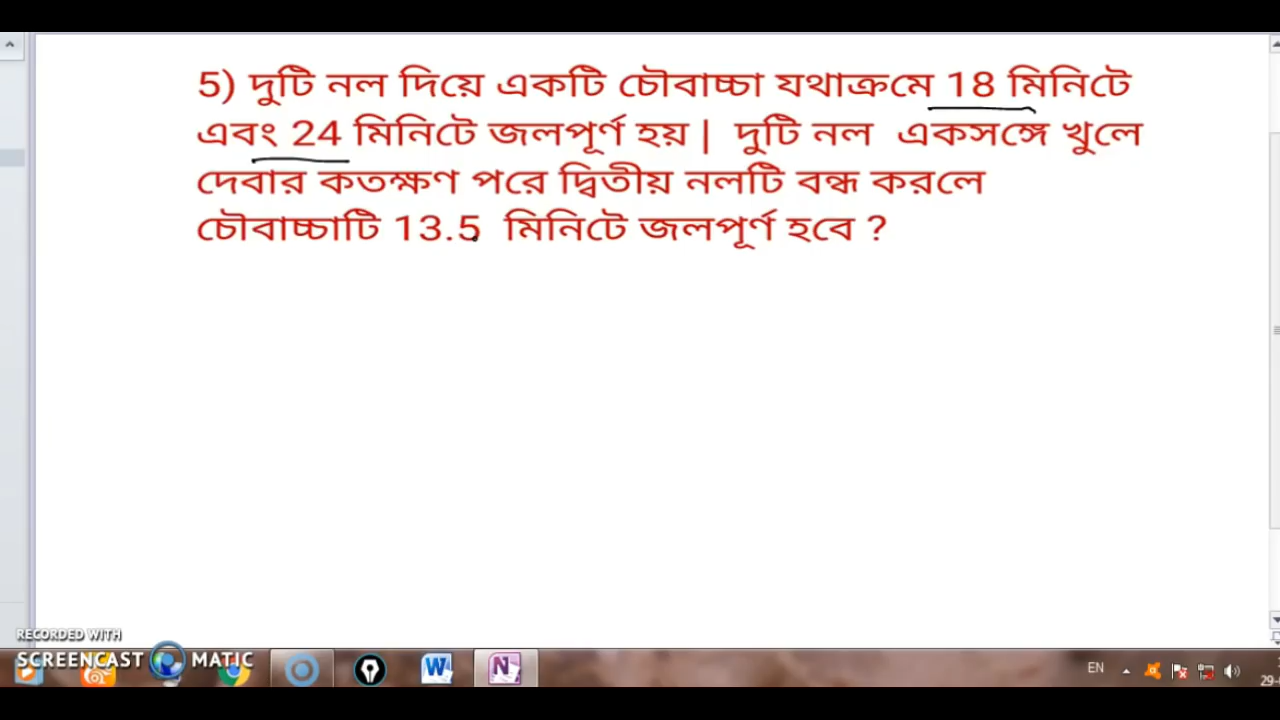 5) দুটি নল দিয়ে একটি চৌবাচ্চা যথাক্রমে 18 মিনিটে
এবং 24 মিনিটে জলপূর্ণ হয় | দুটি নল একসঙ্গে খুলে
দেবার কতক্ষণ পরে দ্বিতীয় নলটি বন্ধ করলে
চৌবাচ্চাটি 13.5 মিনিটে জলপূর্ণ হবে ?
RECORDED WITH
SCREENCAST MATIC
EN